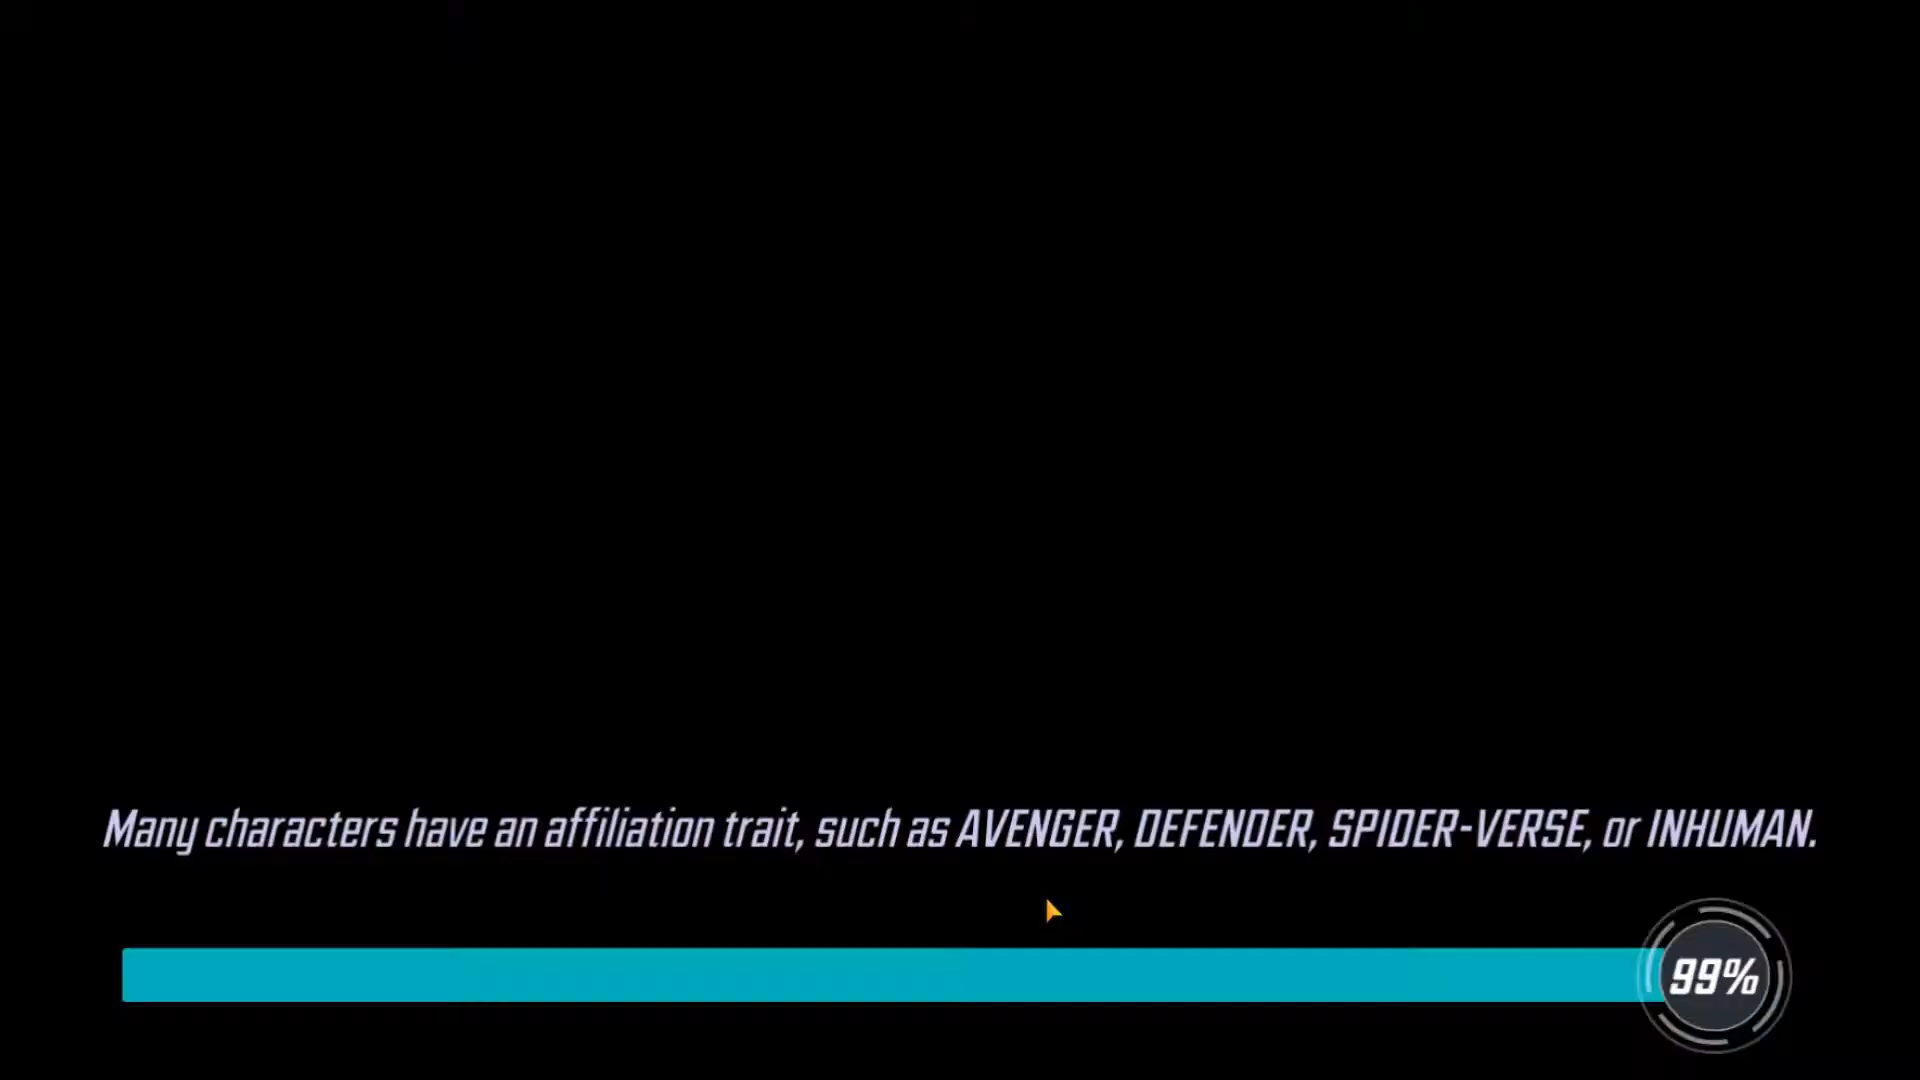 Many characters have an affiliation trait, such as AVENGER, DEFENDER, SPIDER-VERSE, or INHUMAN.
99%